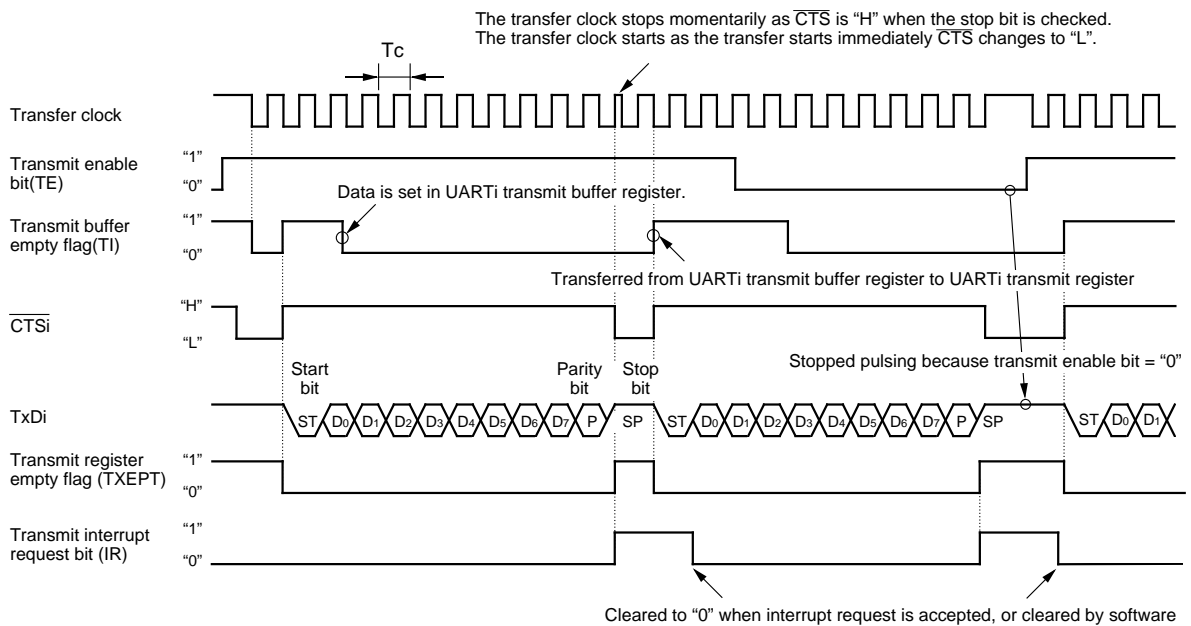 The transfer clock stops momentarily as CTS is “H” when the stop bit is checked.
The transfer clock starts as the transfer starts immediately CTS changes to “L”.
Tc
Transfer clock
Transmit enable
bit(TE)
“1”
“0”
Data is set in UARTi transmit buffer register.
Transmit buffer
empty flag(TI)
“1”
“0”
Transferred from UARTi transmit buffer register to UARTi transmit register
CTSi
“H”
“L”
Stopped pulsing because transmit enable bit = “0”
Start
bit
Parity
bit
Stop
bit
TxDi
ST D0 D1 D2 D3 D4 D5 D6 D7 P SP ST D0 D1 D2 D3 D4 D5 D6 D7 P SP ST D0 D1
Transmit register
empty flag (TXEPT)
“1”
“0”
Transmit interrupt
request bit (IR)
“1”
“0”
Cleared to “0” when interrupt request is accepted, or cleared by software